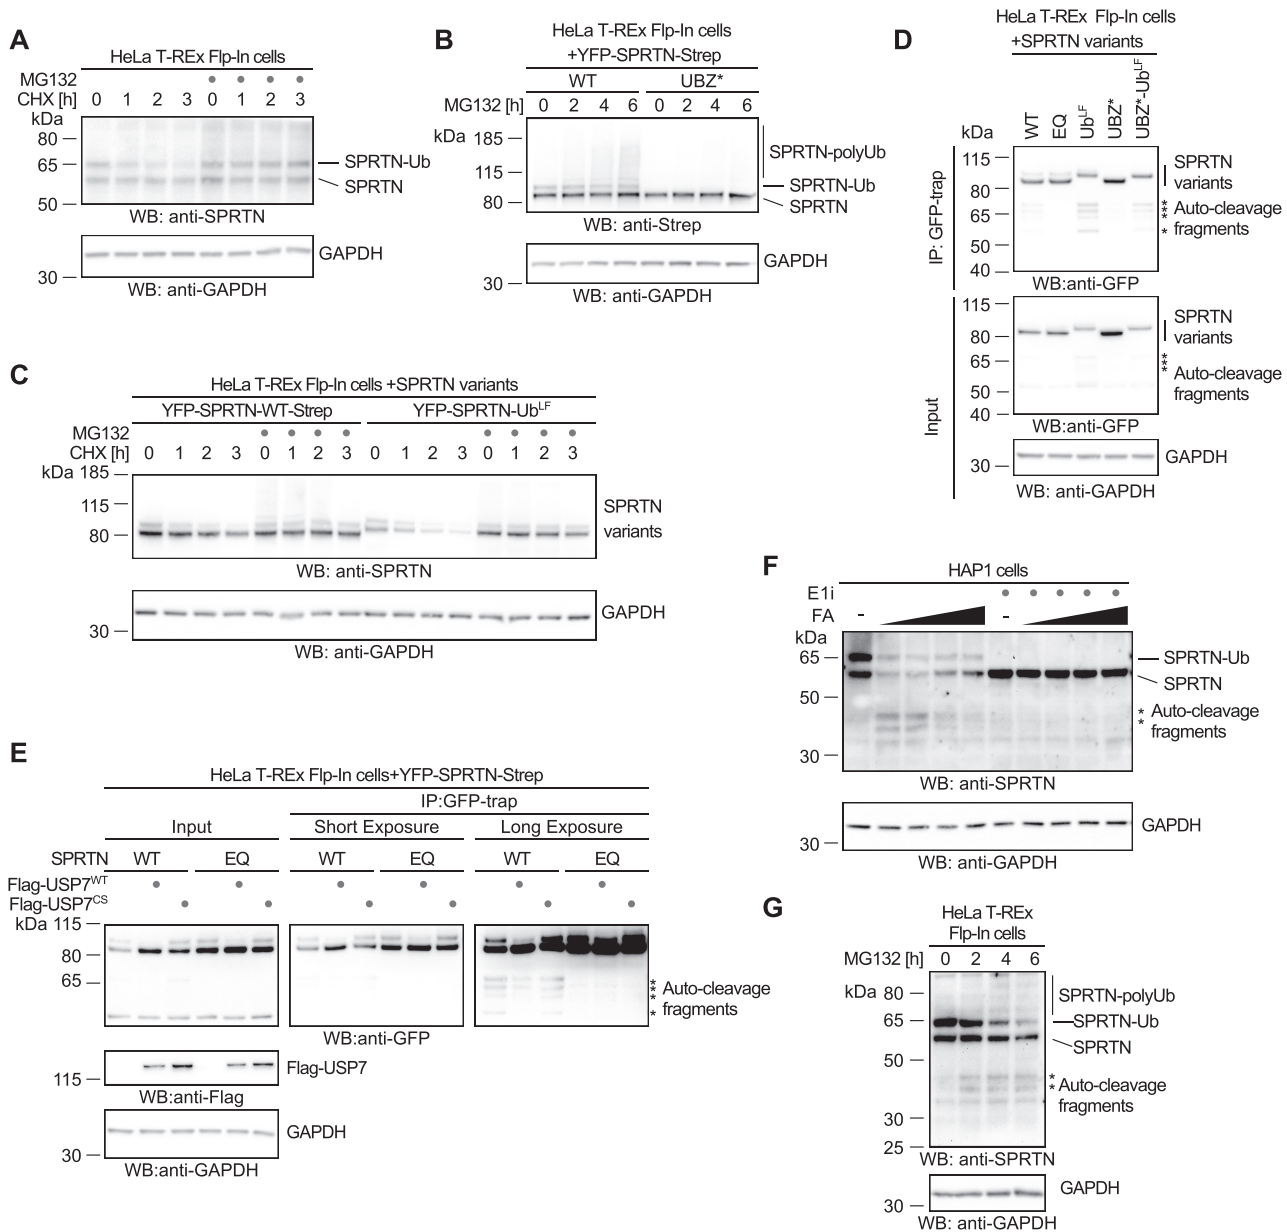 A
HeLa T-REx Flp-In cells
MG132
CHX [h] 0 1 2 3 0 1 2 3
kDa
80
65
50
SPRTN-Ub
SPRTN
WB: anti-SPRTN
GAPDH
30
WB: anti-GAPDH
B
HeLa T-REx Flp-In cells
+YFP-SPRTN-Strep
WT UBZ*
MG132 [h] 0 2 4 6 0 2 4 6
kDa
185
115
80
SPRTN-polyUb
SPRTN-Ub
SPRTN
WB: anti-Strep
GAPDH
30
WB: anti-GAPDH
C
HeLa T-REx Flp-In cells +SPRTN variants
YFP-SPRTN-WT-Strep YFP-SPRTN-Ub^LF
MG132
CHX [h] 0 1 2 3 0 1 2 3 0 1 2 3 0 1 2 3
kDa 185
115
80
SPRTN
variants
WB: anti-SPRTN
GAPDH
30
WB: anti-GAPDH
D
HeLa T-REx Flp-In cells
+SPRTN variants
kDa WT EQ Ub^LF UBZ* UBZ*-Ub^LF
IP: GFP-trap
115
80
65
50
40
SPRTN
variants
* * * *
Auto-cleavage
fragments
WB:anti-GFP
Input
115
80
65
50
40
SPRTN
variants
* * *
Auto-cleavage
fragments
WB:anti-GFP
30
GAPDH
WB: anti-GAPDH
E
HeLa T-REx Flp-In cells+YFP-SPRTN-Strep
IP:GFP-trap
Input Short Exposure Long Exposure
SPRTN WT EQ WT EQ WT EQ
Flag-USP7^WT
Flag-USP7^CS
kDa 115
80
65
* * * *
Auto-cleavage
fragments
WB:anti-GFP
Flag-USP7
115
WB:anti-Flag
GAPDH
30
WB:anti-GAPDH
F
HAP1 cells
E1i
FA - -
kDa
65
50
30
SPRTN-Ub
SPRTN
* *
Auto-cleavage
fragments
WB: anti-SPRTN
GAPDH
30
WB: anti-GAPDH
G
HeLa T-REx
Flp-In cells
MG132 [h] 0 2 4 6
kDa 80
65
50
30
25
SPRTN-polyUb
SPRTN-Ub
SPRTN
* *
Auto-cleavage
fragments
WB: anti-SPRTN
GAPDH
30
WB: anti-GAPDH